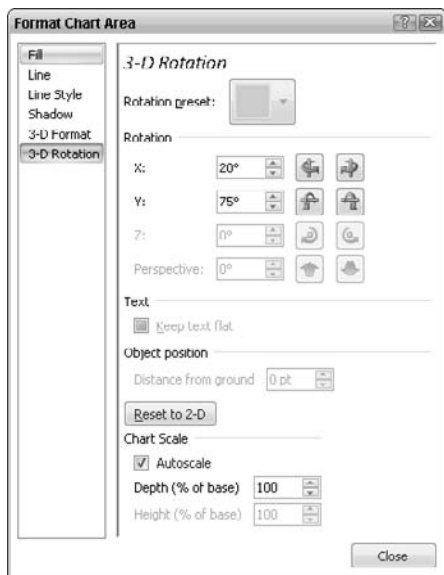 Format Chart Area
Fill
Line
Line Style
Shadow
3-D Format
3-D Rotation
3-D Rotation
Rotation preset:
Rotation
X: 20°
Y: 75°
Z: 0°
Perspective: 0°
Text
Keep text flat
Object position
Distance from ground 0 pt
Reset to 2-D
Chart Scale
Autoscale
Depth (% of base) 100
Height (% of base) 100
Close